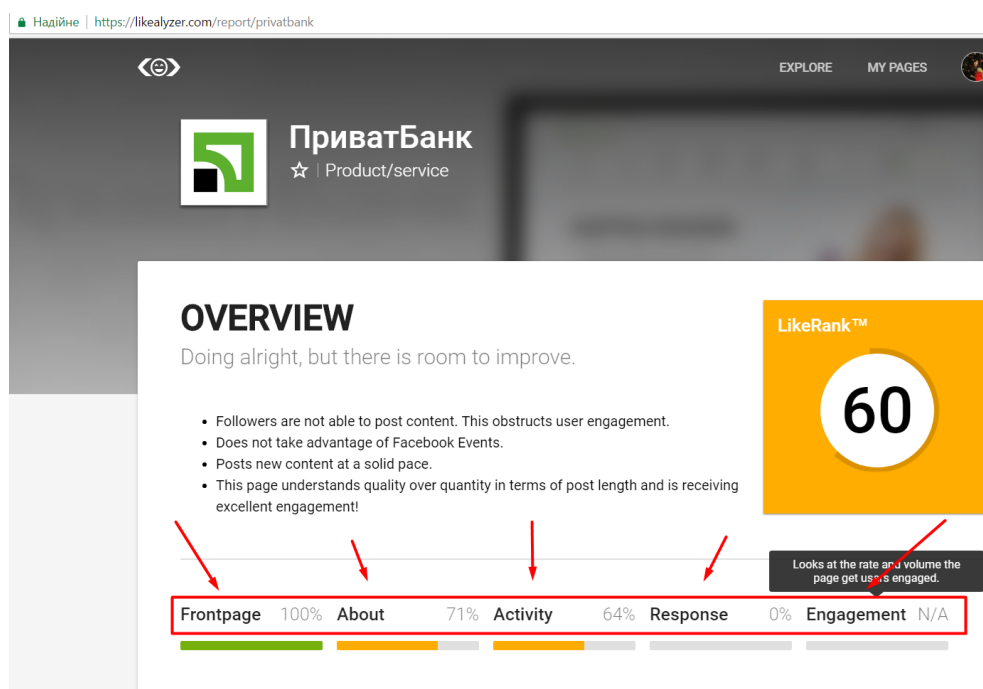 Надійне | https://likealyzer.com/report/privatbank
EXPLORE MY PAGES
ПриватБанк
Product/service
OVERVIEW
Doing alright, but there is room to improve.
LikeRank™
60
• Followers are not able to post content. This obstructs user engagement.
• Does not take advantage of Facebook Events.
• Posts new content at a solid pace.
• This page understands quality over quantity in terms of post length and is receiving
excellent engagement!
Looks at the rate and volume the
page get users engaged.
Frontpage 100% About 71% Activity 64% Response 0% Engagement N/A